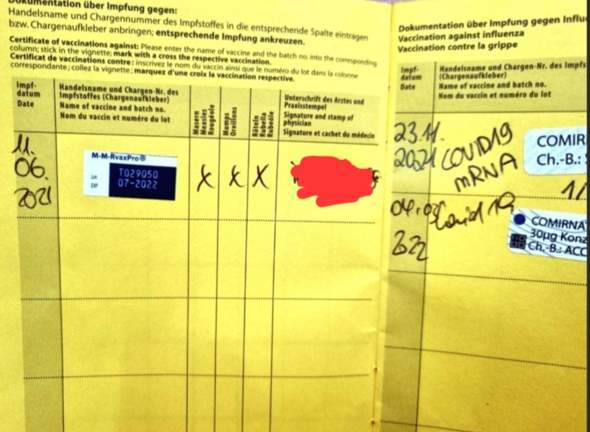 Dokumentation über Impfung gegen:
Handelsname und Chargennummer des Impfstoffes in die entsprechende Spalte eintragen
bzw. Chargenaufkleber anbringen; entsprechende Impfung ankreuzen.
Certificate of vaccinations against: Please enter the name of vaccine and the batch no. into the corresponding
column; stick in the vignette; mark with a cross the respective vaccination.
Certificat de vaccinations contre: inscrivez le nom du vaccin ainsi que le numéro du lot dans la colonne
correspondante; collez la vignette; marquez d'une croix la vaccination respective.
Impf-
datum
Date
Handelsname und Chargen-Nr. des
Impfstoffes (Chargenaufkleber)
Name of vaccine and batch no.
Nom du vaccin et numéro du lot
Masern
Measles
Rougéole
Mumps
Oreillons
Röteln
Rubella
Rubéole
Unterschrift des Arztes und
Praxisstempel
Signature and stamp of
physician
Signature et cachet du médecin
11.
06.
2021
M-M-RvaxPro®
T029050
07-2022
X X X
Dokumentation über Impfung gegen Influ
Vaccination against influenza
Vaccination contre la grippe
Impf-
datum
Date
Handelsname und Chargen-Nr. des Impfs
(Chargenaufkleber)
Name of vaccine and batch no.
Nom du vaccin et numéro du lot
23.11.
2021
COVID19
mRNA
COMIR
Ch.-B.:
Covid 19
COMIRNA
30µg Konz
Ch.-B.: ACC